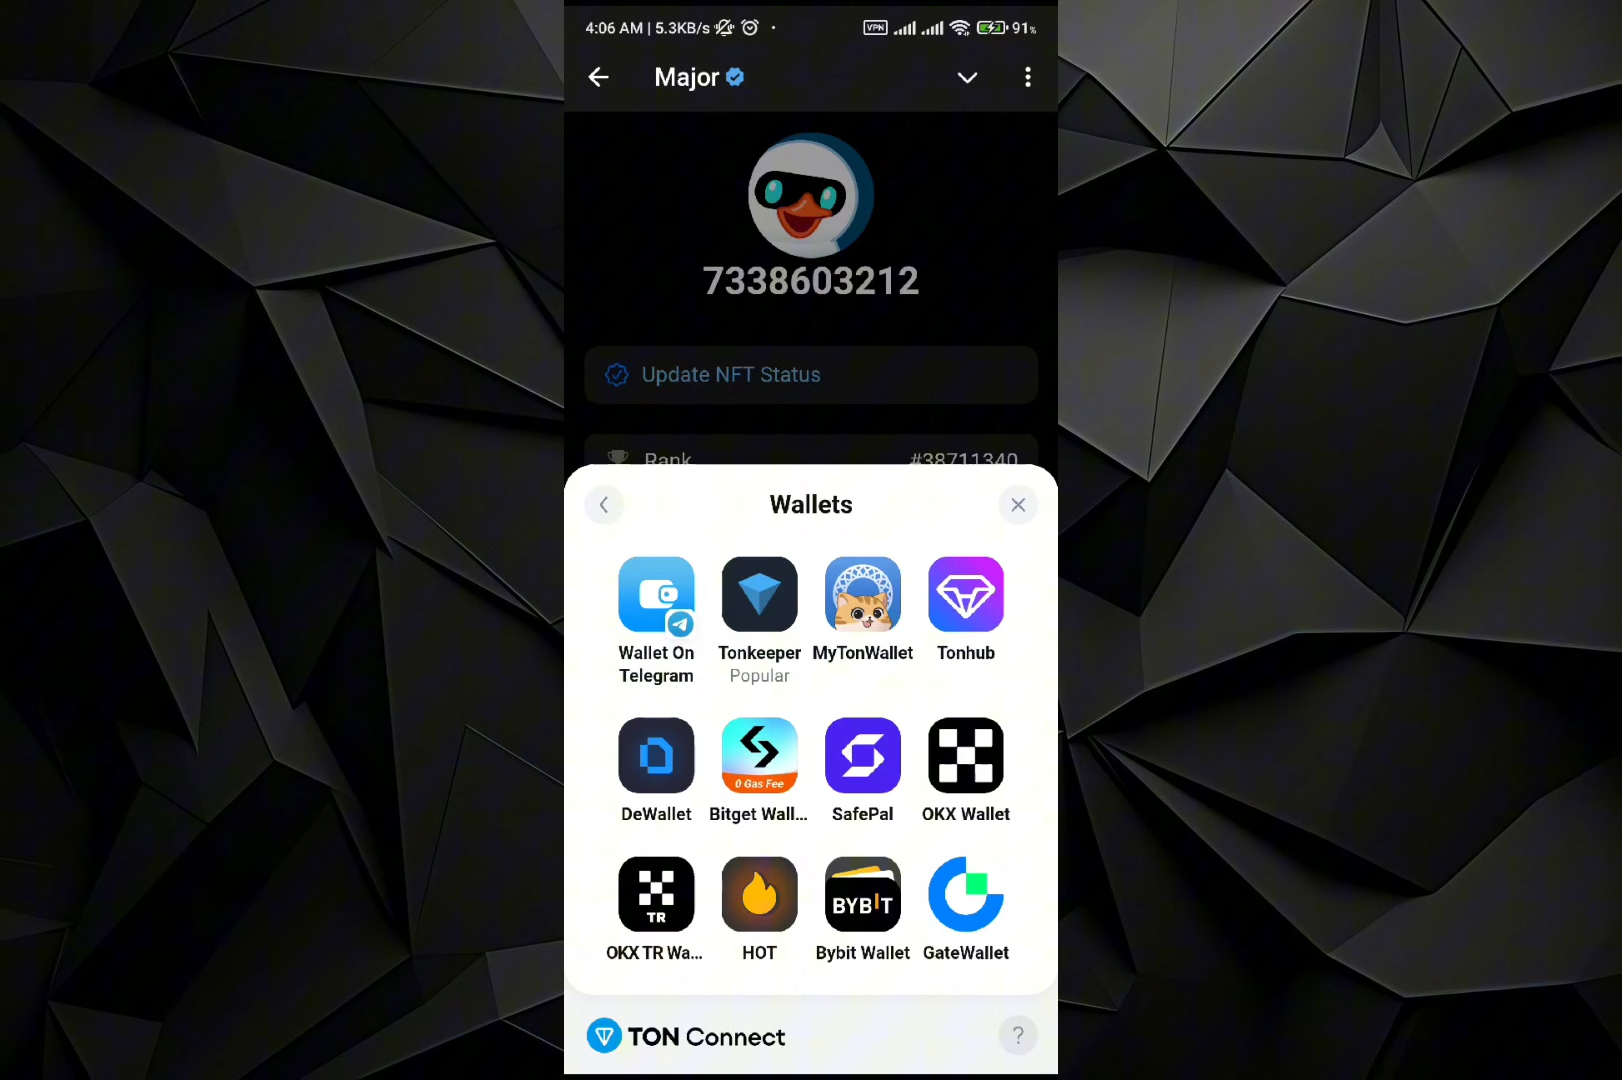 4:06 AM | 5.3KB/s
VPN
91%
Major
7338603212
Update NFT Status
Rank #38711340
Wallets
Wallet On Telegram
Tonkeeper
Popular
MyTonWallet
Tonhub
0 Gas Fee
DeWallet
Bitget Wall...
SafePal
OKX Wallet
TR
BYBIT
OKX TR Wa...
HOT
Bybit Wallet
GateWallet
TON Connect
?